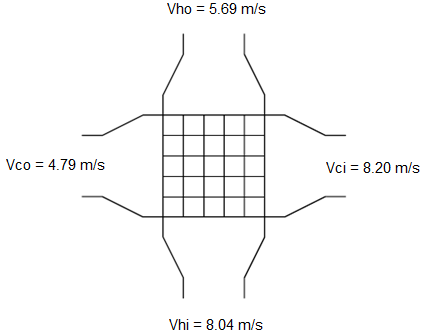 Vho = 5.69 m/s
Vco = 4.79 m/s
Vci = 8.20 m/s
Vhi = 8.04 m/s